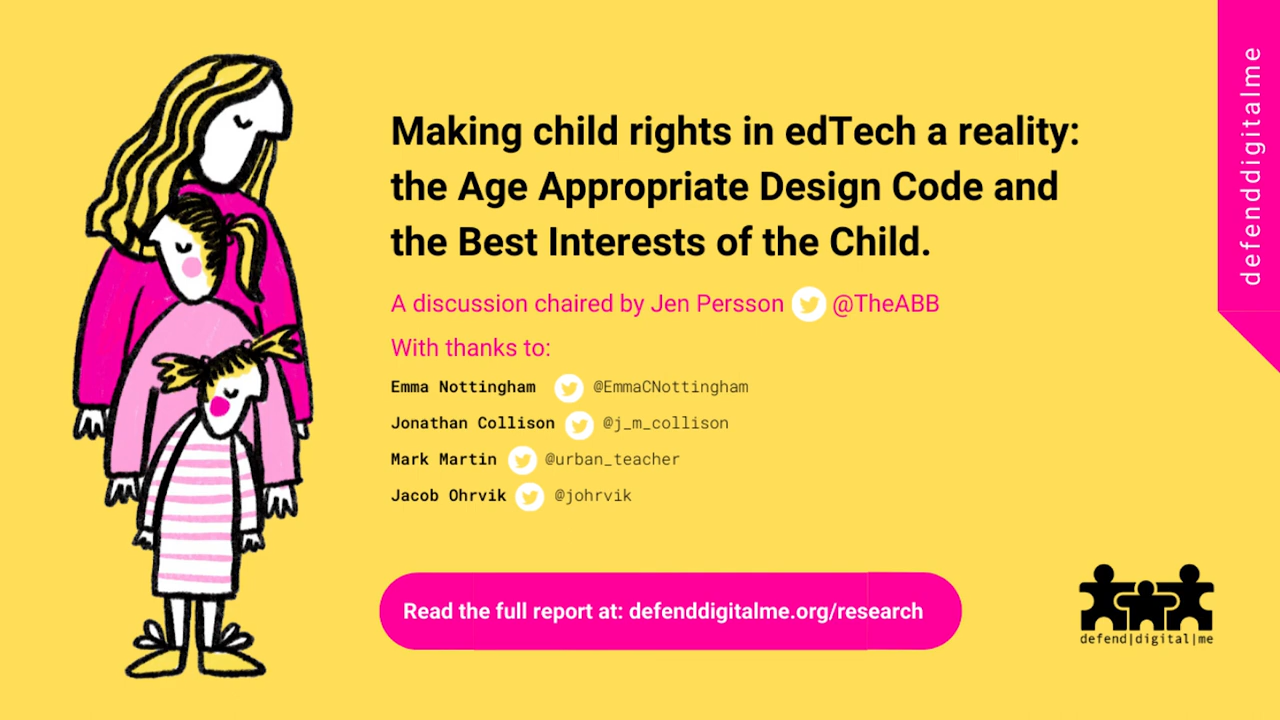 Making child rights in edTech a reality:
the Age Appropriate Design Code and
the Best Interests of the Child.
A discussion chaired by Jen Persson @TheABB
With thanks to:
Emma Nottingham @EmmaCNottingham
Jonathan Collison @j_m_collison
Mark Martin @urban_teacher
Jacob Ohrvik @johrvik
Read the full report at: defenddigitalme.org/research
defenddigitalme
defend|digital|me